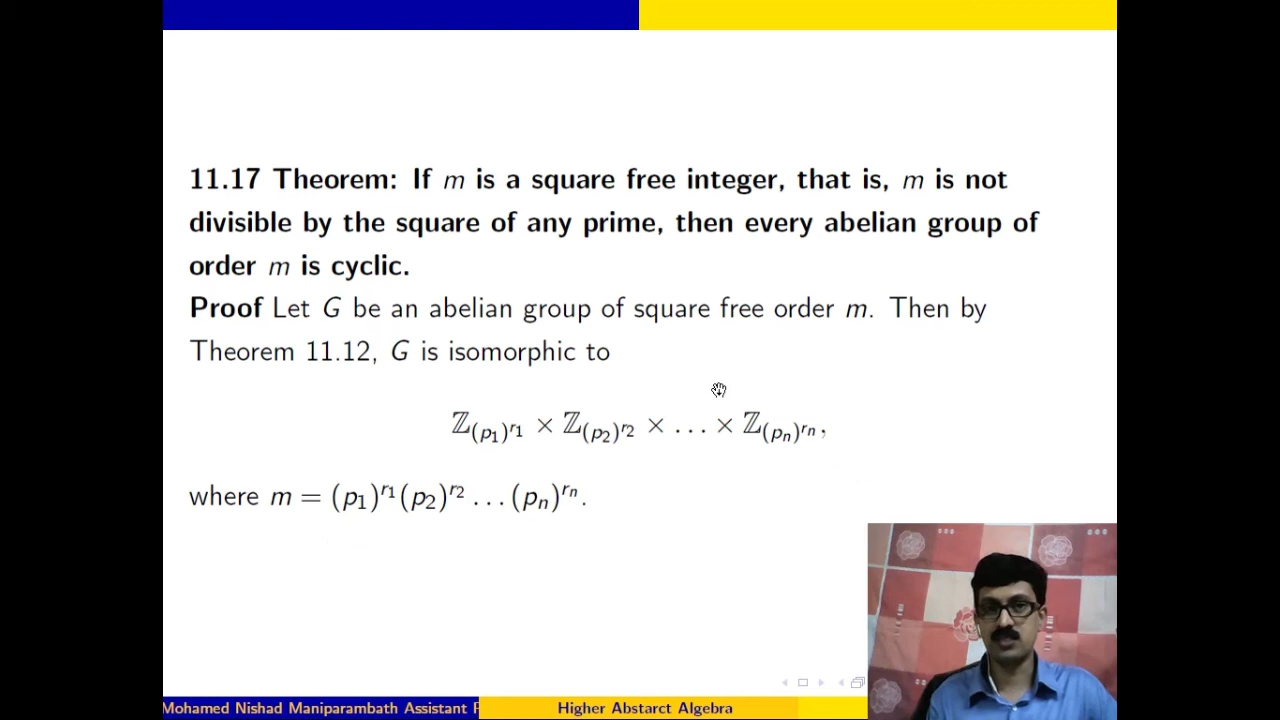 11.17 Theorem: If m is a square free integer, that is, m is not
divisible by the square of any prime, then every abelian group of
order m is cyclic.
Proof Let G be an abelian group of square free order m. Then by
Theorem 11.12, G is isomorphic to
ℤ_{(p₁)^{r₁}} × ℤ_{(p₂)^{r₂}} × … × ℤ_{(pₙ)^{rₙ}},
where m = (p₁)^{r₁}(p₂)^{r₂} … (pₙ)^{rₙ}.
Mohamed Nishad Maniparambath Assistant P
Higher Abstarct Algebra